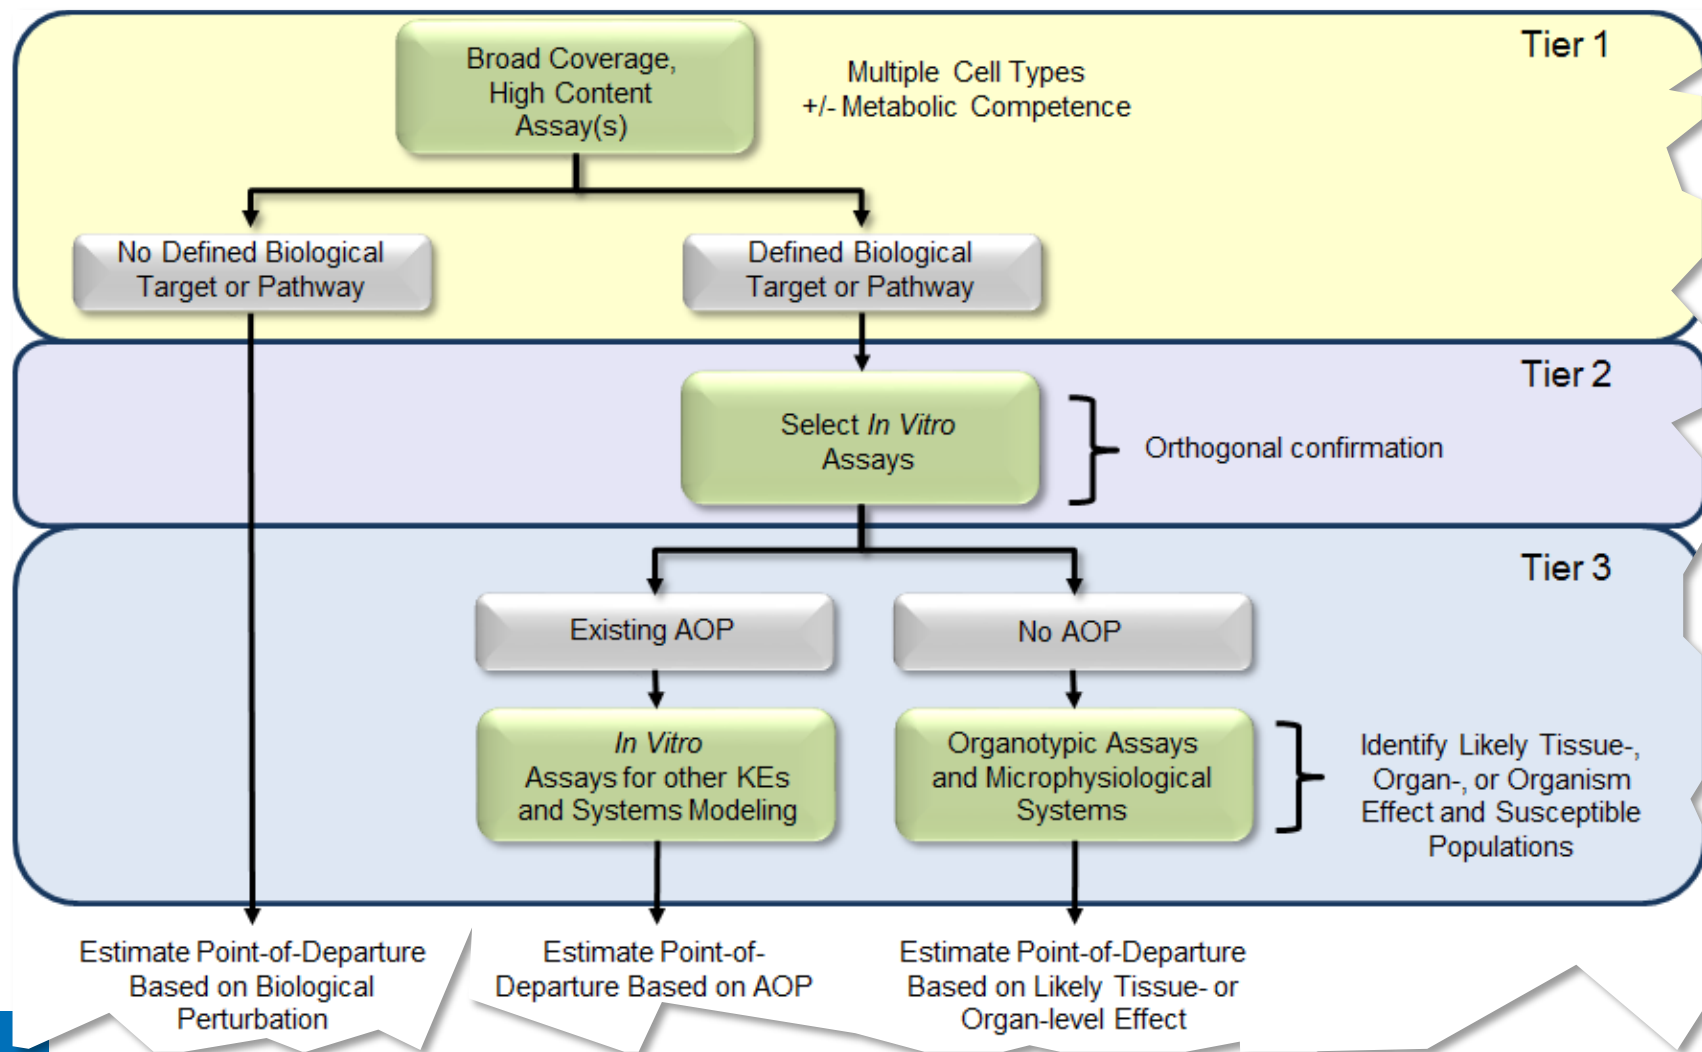 Tier 1
Broad Coverage,
High Content
Assay(s)
Multiple Cell Types
+/- Metabolic Competence
No Defined Biological
Target or Pathway
Defined Biological
Target or Pathway
Tier 2
Select In Vitro
Assays
Orthogonal confirmation
Tier 3
Existing AOP
No AOP
In Vitro
Assays for other KEs
and Systems Modeling
Organotypic Assays
and Microphysiological
Systems
Identify Likely Tissue-,
Organ-, or Organism
Effect and Susceptible
Populations
Estimate Point-of-Departure
Based on Biological
Perturbation
Estimate Point-of-
Departure Based on AOP
Estimate Point-of-Departure
Based on Likely Tissue- or
Organ-level Effect